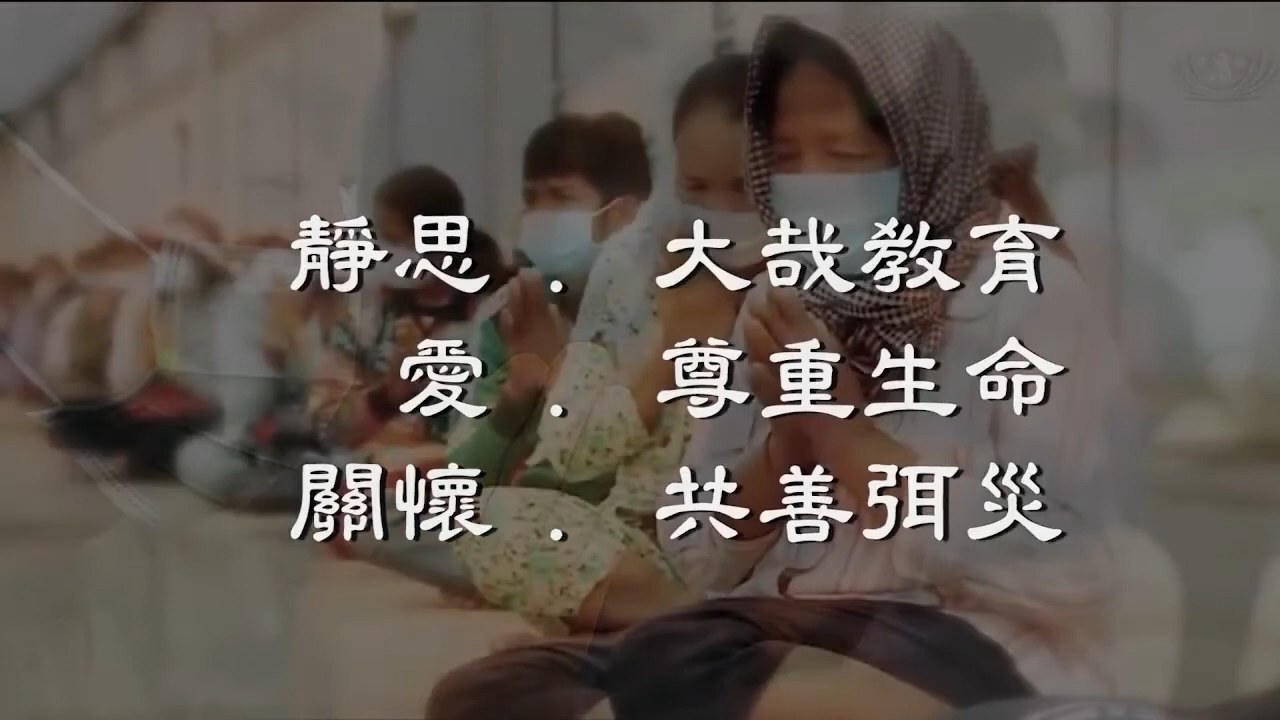 靜思． 大哉教育
愛． 尊重生命
關懷． 共善弭災